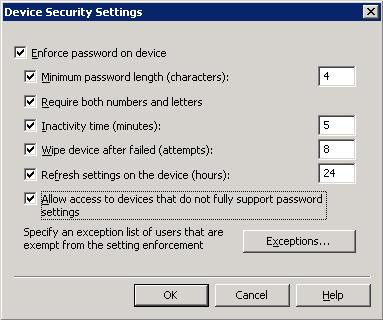 Device Security Settings
Enforce password on device
Minimum password length (characters): 4
Require both numbers and letters
Inactivity time (minutes): 5
Wipe device after failed (attempts): 8
Refresh settings on the device (hours): 24
Allow access to devices that do not fully support password
settings
Specify an exception list of users that are
exempt from the setting enforcement
Exceptions...
OK Cancel Help